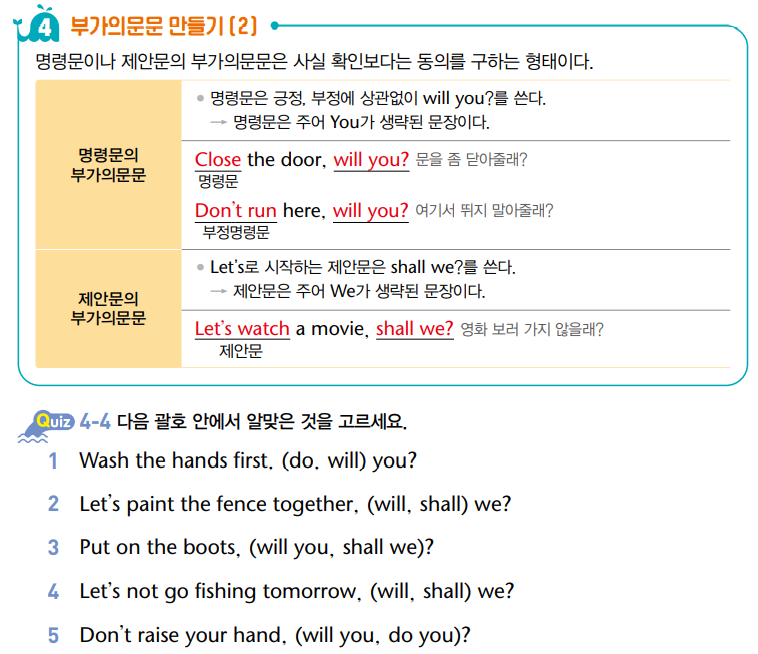 4 부가의문문 만들기 (2)
명령문이나 제안문의 부가의문문은 사실 확인보다는 동의를 구하는 형태이다.
명령문의
부가의문문
• 명령문은 긍정, 부정에 상관없이 will you?를 쓴다.
→ 명령문은 주어 You가 생략된 문장이다.
Close the door, will you? 문을 좀 닫아줄래?
명령문
Don't run here, will you? 여기서 뛰지 말아줄래?
부정명령문
제안문의
부가의문문
• Let's로 시작하는 제안문은 shall we?를 쓴다.
→ 제안문은 주어 We가 생략된 문장이다.
Let's watch a movie, shall we? 영화 보러 가지 않을래?
제안문
Quiz 4-4 다음 괄호 안에서 알맞은 것을 고르세요.
1 Wash the hands first, (do, will) you?
2 Let's paint the fence together, (will, shall) we?
3 Put on the boots, (will you, shall we)?
4 Let's not go fishing tomorrow, (will, shall) we?
5 Don't raise your hand, (will you, do you)?